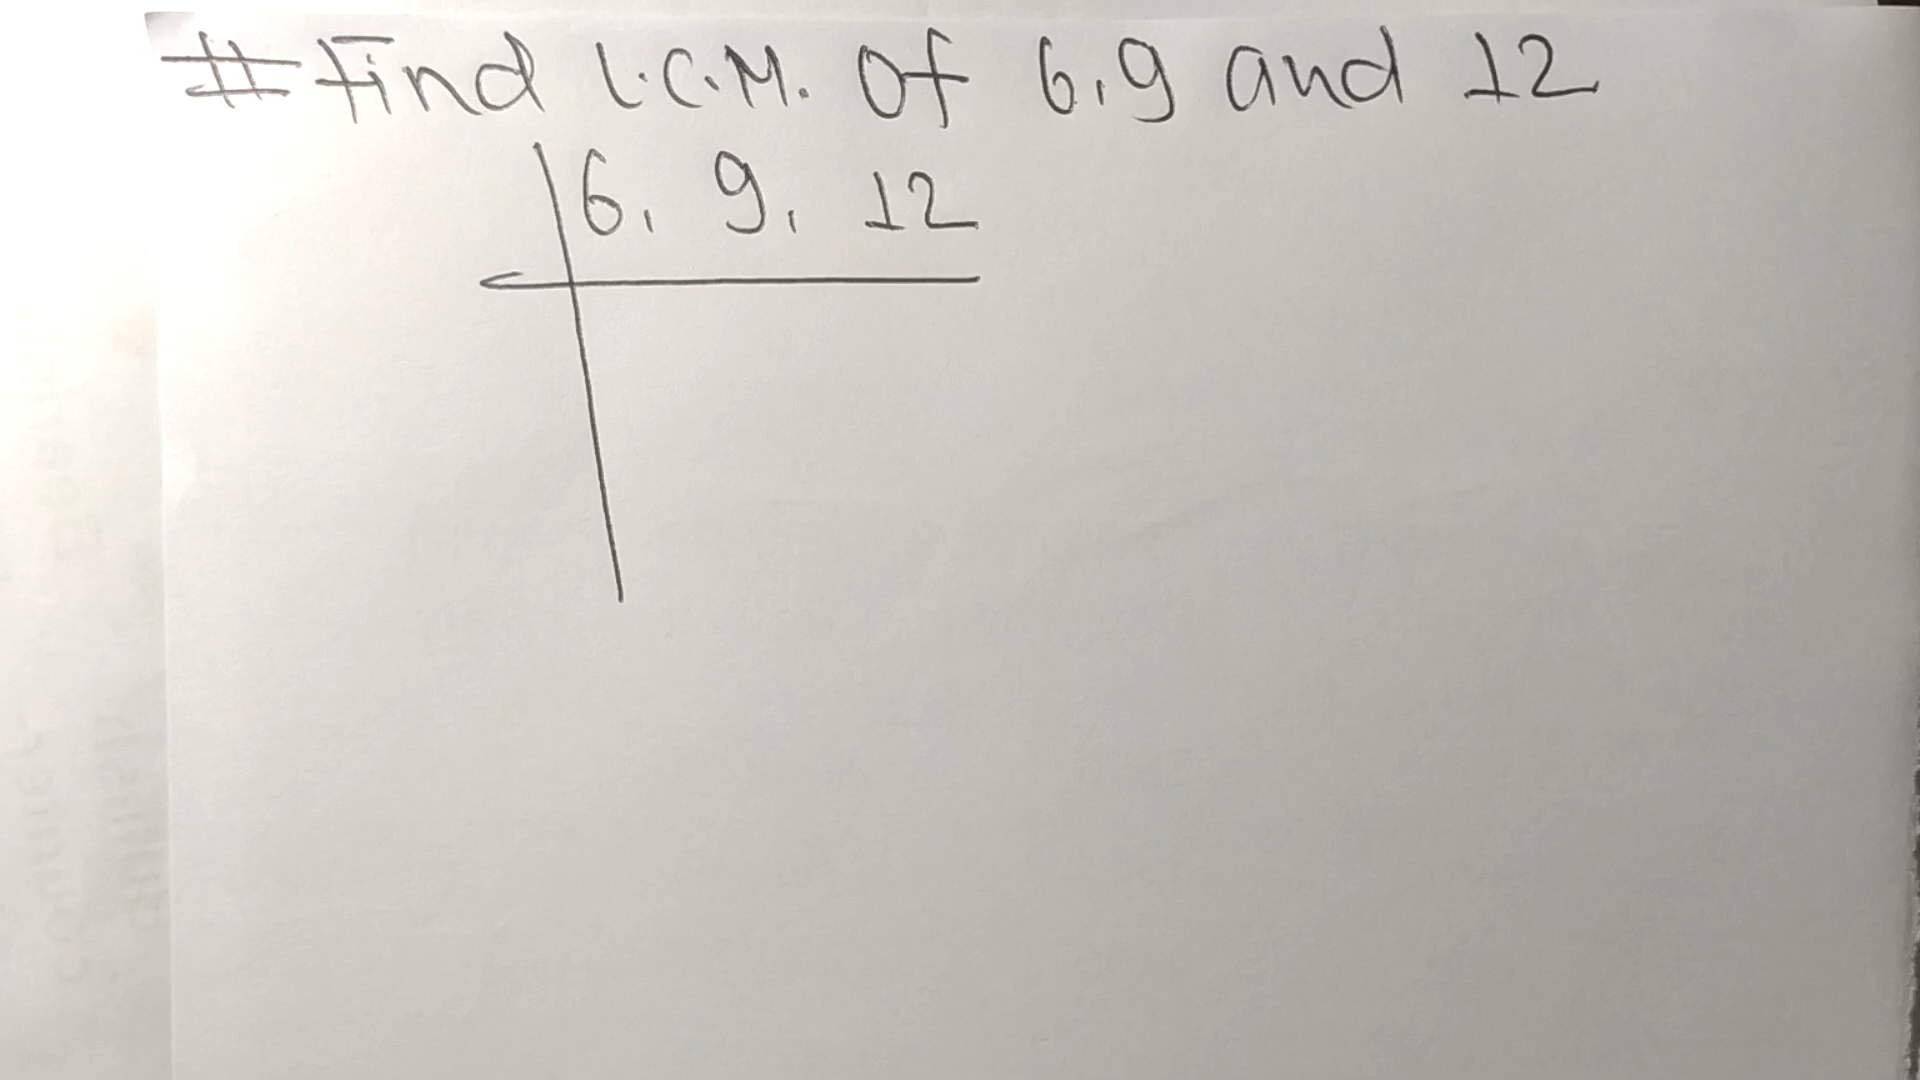 # Find L.C.M. of 6, 9 and 12
6, 9, 12